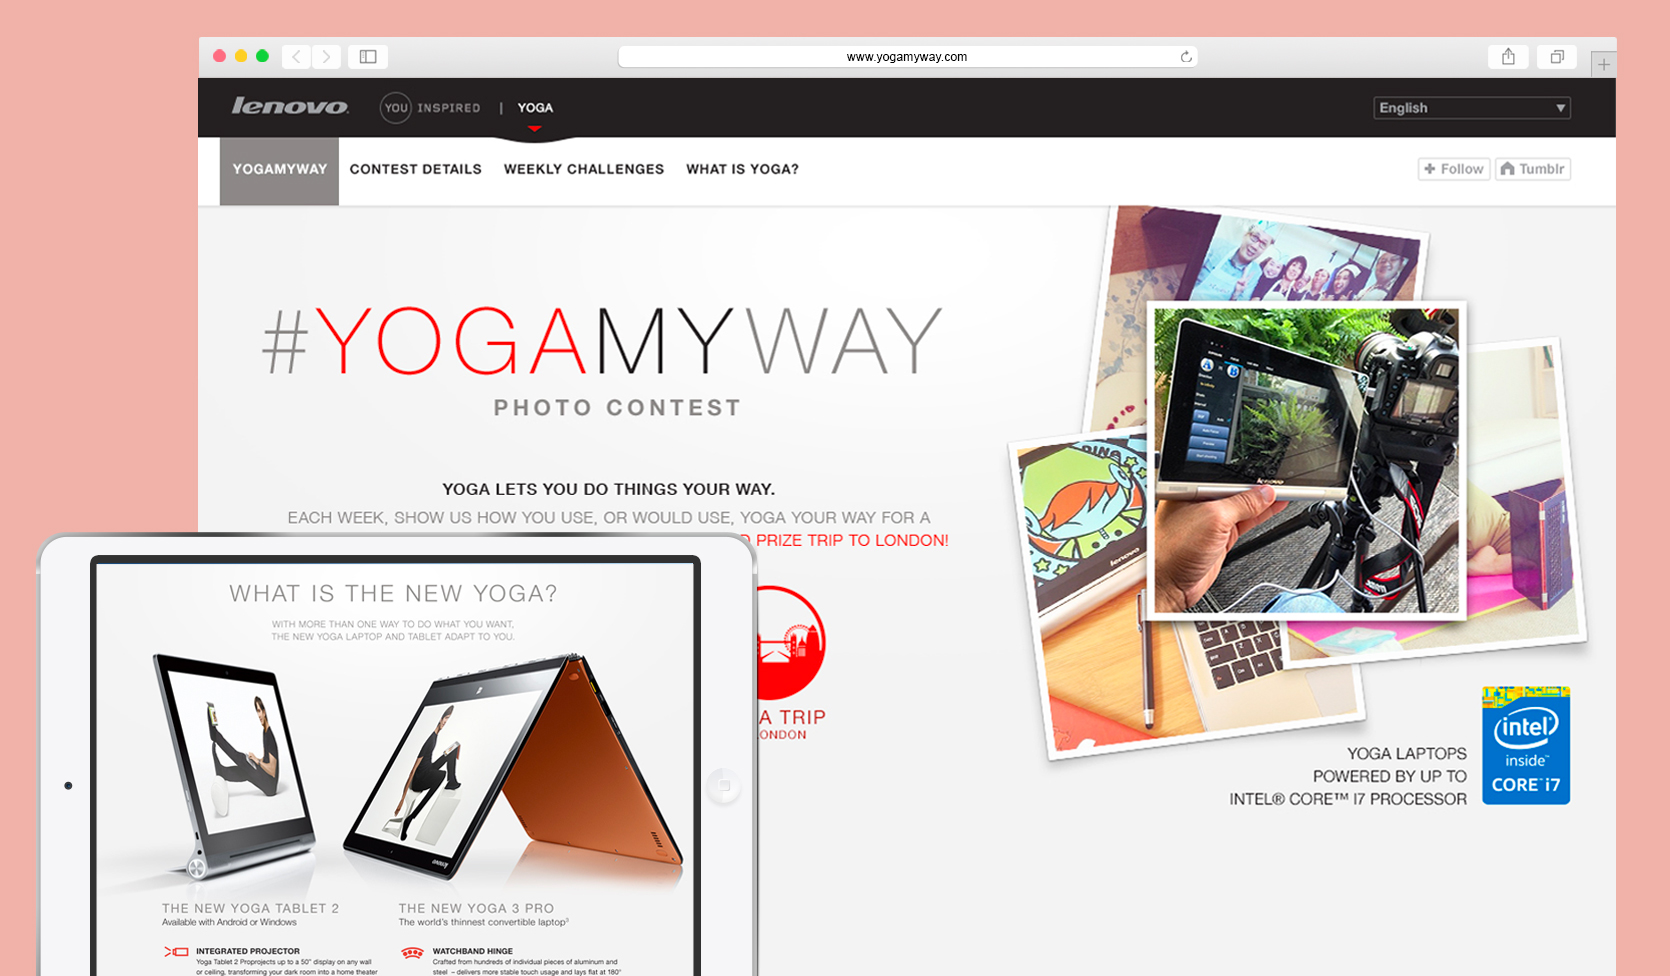 www.yogamyway.com
lenovo YOU INSPIRED | YOGA
English
YOGAMYWAY CONTEST DETAILS WEEKLY CHALLENGES WHAT IS YOGA?
+ Follow Tumblr
#YOGAMYWAY
PHOTO CONTEST
YOGA LETS YOU DO THINGS YOUR WAY.
EACH WEEK, SHOW US HOW YOU USE, OR WOULD USE, YOGA YOUR WAY FOR A
D PRIZE TRIP TO LONDON!
A TRIP
ONDON
lenovo
YOGA LAPTOPS
POWERED BY UP TO
INTEL® CORE™ I7 PROCESSOR
intel
inside™
CORE™ i7
WHAT IS THE NEW YOGA?
WITH MORE THAN ONE WAY TO DO WHAT YOU WANT,
THE NEW YOGA LAPTOP AND TABLET ADAPT TO YOU.
lenovo
THE NEW YOGA TABLET 2
Available with Android or Windows
INTEGRATED PROJECTOR
Yoga Tablet 2 Proprojects up to a 50" display on any wall
or ceiling, transforming your dark room into a home theater
THE NEW YOGA 3 PRO
The world's thinnest convertible laptop³
WATCHBAND HINGE
Crafted from hundreds of individual pieces of aluminum and
steel – delivers more stable touch usage and lays flat at 180°